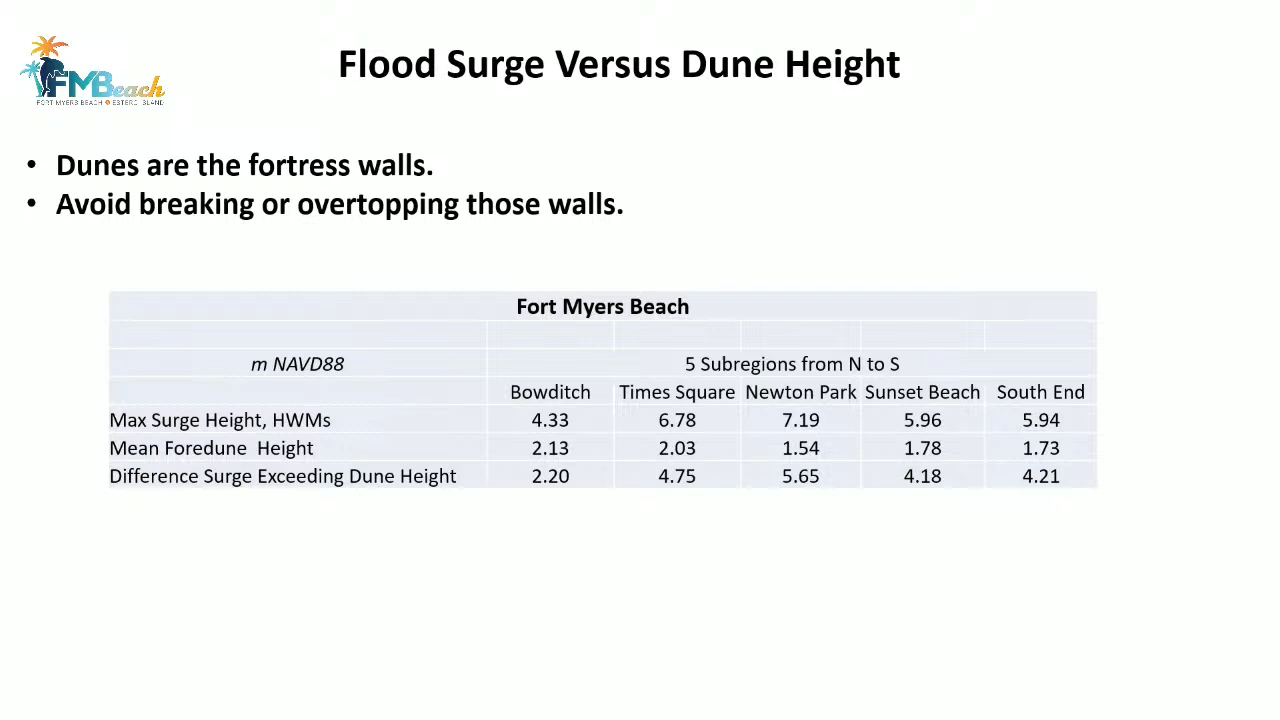 Flood Surge Versus Dune Height
FMBeach
FORT MYERS BEACH ESTERO ISLAND
• Dunes are the fortress walls.
• Avoid breaking or overtopping those walls.
Fort Myers Beach
m NAVD88 5 Subregions from N to S
Bowditch Times Square Newton Park Sunset Beach South End
Max Surge Height, HWMs 4.33 6.78 7.19 5.96 5.94
Mean Foredune Height 2.13 2.03 1.54 1.78 1.73
Difference Surge Exceeding Dune Height 2.20 4.75 5.65 4.18 4.21